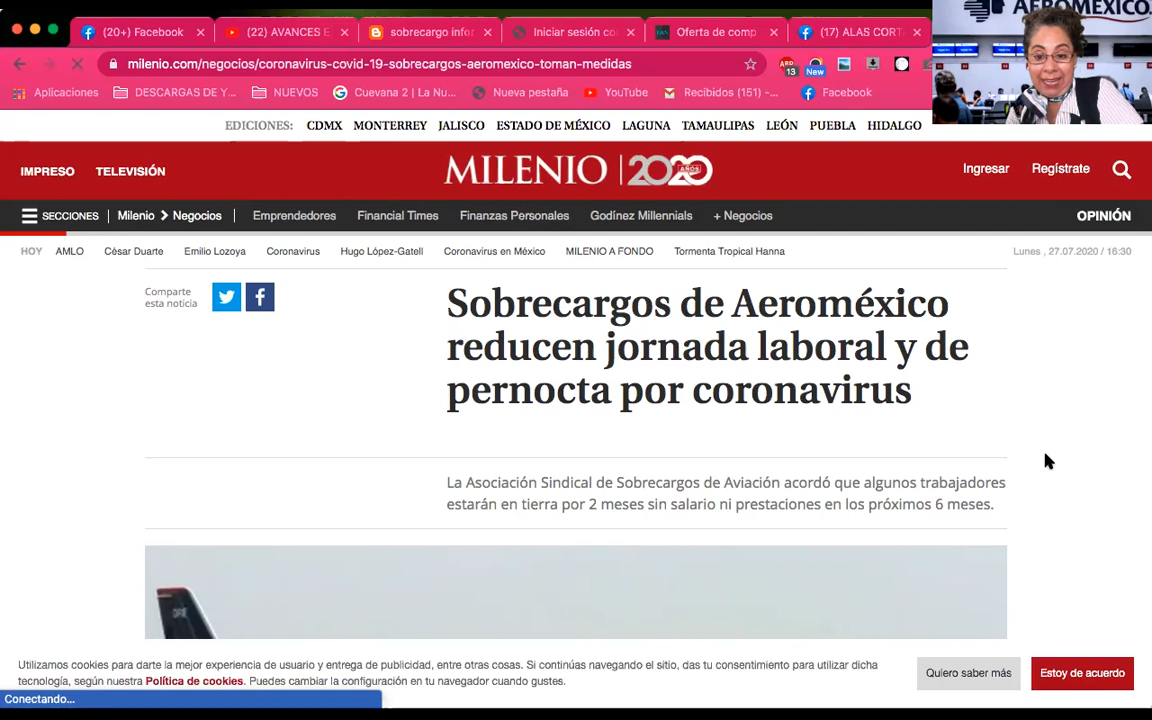 (20+) Facebook
(22) AVANCES E
sobrecargo infor
Iniciar sesión co
Oferta de comp
(17) ALAS CORTA
AEROMEXICO
milenio.com/negocios/coronavirus-covid-19-sobrecargos-aeromexico-toman-medidas
ABP
13
New
Aplicaciones
DESCARGAS DE Y...
NUEVOS
Cuevana 2 | La Nu...
Nueva pestaña
YouTube
Recibidos (151) -...
Facebook
EDICIONES: CDMX MONTERREY JALISCO ESTADO DE MÉXICO LAGUNA TAMAULIPAS LEÓN PUEBLA HIDALGO
IMPRESO TELEVISIÓN
MILENIO | 2020
AÑOS
Ingresar Regístrate
SECCIONES | Milenio > Negocios | Emprendedores Financial Times Finanzas Personales Godínez Millennials + Negocios OPINIÓN
HOY AMLO César Duarte Emilio Lozoya Coronavirus Hugo López-Gatell Coronavirus en México MILENIO A FONDO Tormenta Tropical Hanna Lunes , 27.07.2020 / 16:30
Comparte
esta noticia
Sobrecargos de Aeroméxico
reducen jornada laboral y de
pernocta por coronavirus
La Asociación Sindical de Sobrecargos de Aviación acordó que algunos trabajadores
estarán en tierra por 2 meses sin salario ni prestaciones en los próximos 6 meses.
Utilizamos cookies para darte la mejor experiencia de usuario y entrega de publicidad, entre otras cosas. Si continúas navegando el sitio, das tu consentimiento para utilizar dicha
tecnología, según nuestra Política de cookies. Puedes cambiar la configuración en tu navegador cuando gustes.
Quiero saber más
Estoy de acuerdo
Conectando...